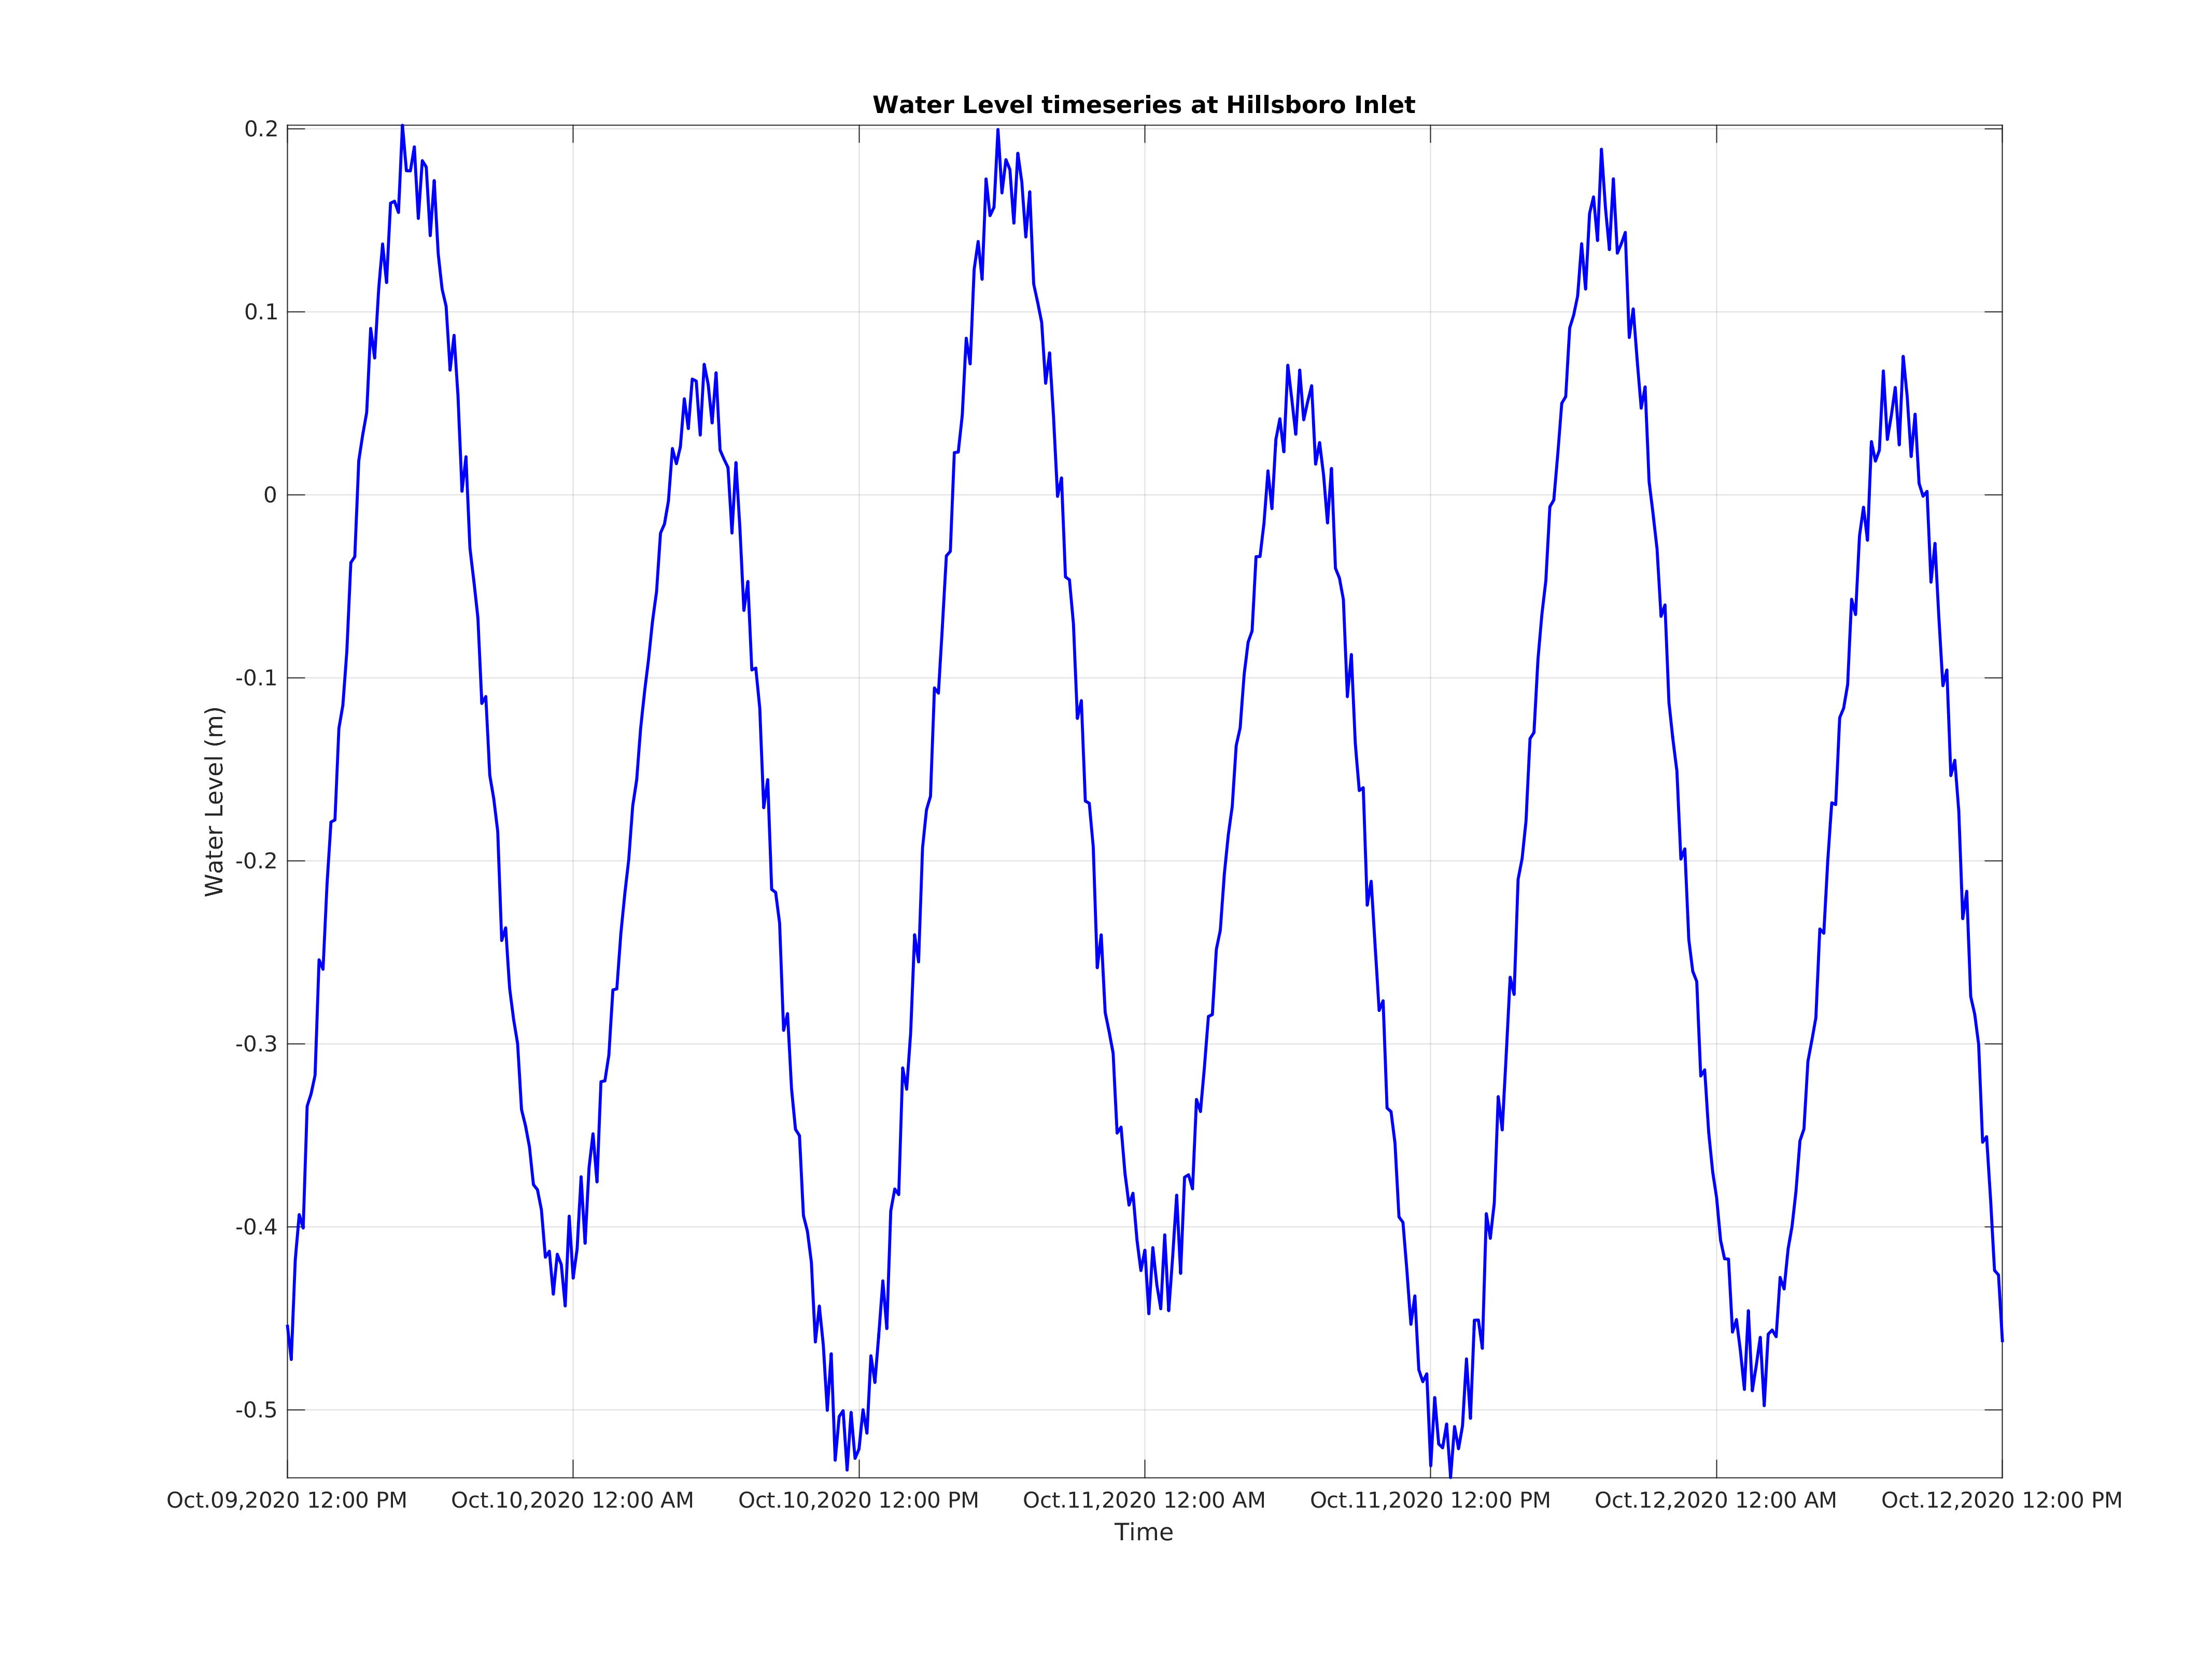 Water Level timeseries at Hillsboro Inlet
0.2
0.1
0
-0.1
-0.2
-0.3
-0.4
-0.5
Water Level (m)
Oct.09,2020 12:00 PM
Oct.10,2020 12:00 AM
Oct.10,2020 12:00 PM
Oct.11,2020 12:00 AM
Oct.11,2020 12:00 PM
Oct.12,2020 12:00 AM
Oct.12,2020 12:00 PM
Time